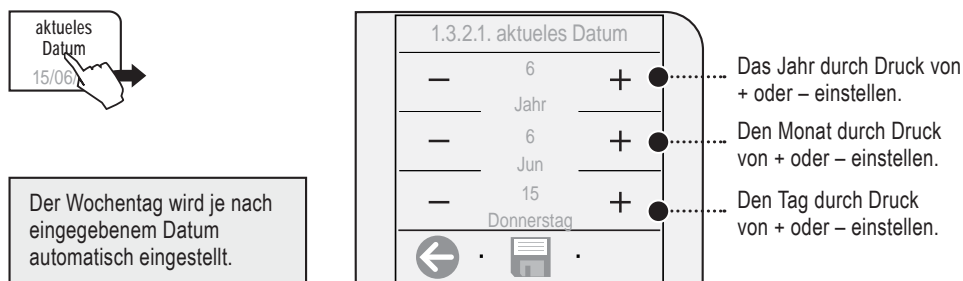 aktuelles
Datum
15/06/
1.3.2.1. aktuelles Datum
– 6 +
Jahr
– 6 +
Jun
– 15 +
Donnerstag
Das Jahr durch Druck von
+ oder – einstellen.
Den Monat durch Druck
von + oder – einstellen.
Den Tag durch Druck
von + oder – einstellen.
Der Wochentag wird je nach
eingegebenem Datum
automatisch eingestellt.